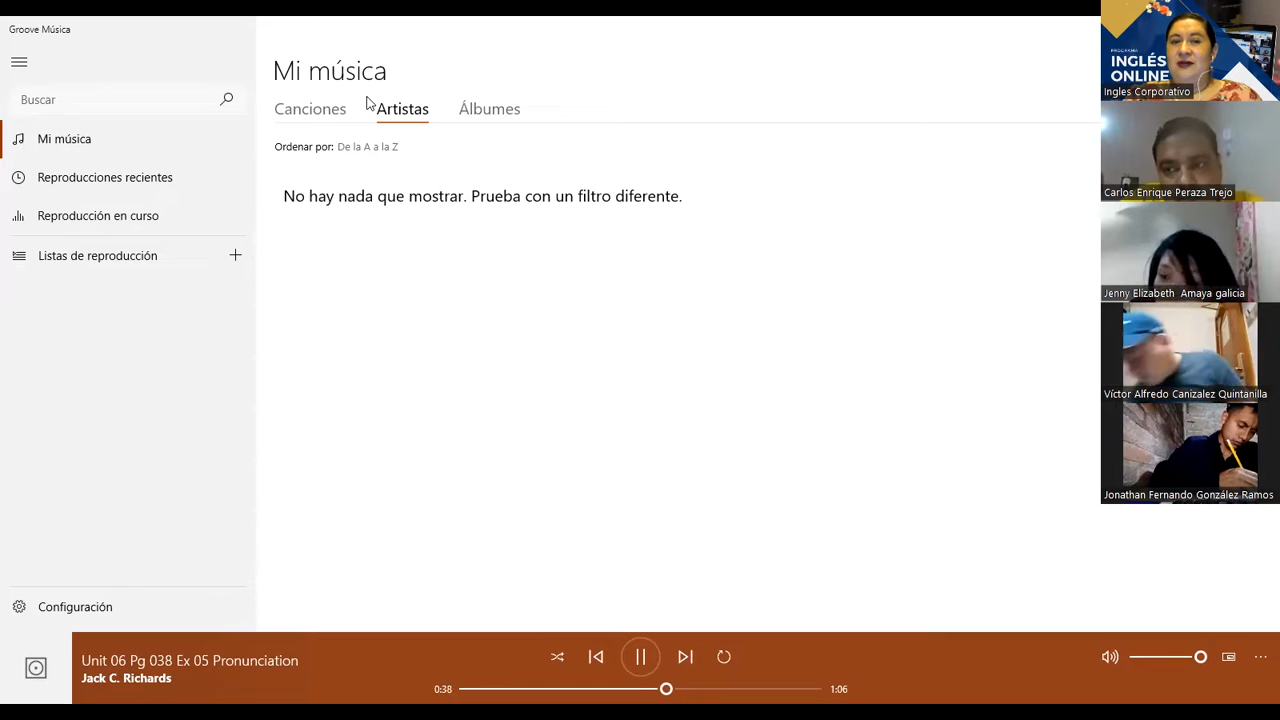 Groove Música
Buscar
Mi música
Reproducciones recientes
Reproducción en curso
Listas de reproducción
Configuración
Mi música
Canciones
Artistas
Álbumes
Ordenar por: De la A a la Z
No hay nada que mostrar. Prueba con un filtro diferente.
Unit 06 Pg 038 Ex 05 Pronunciation
Jack C. Richards
0:38
1:06
PROGRAMA
INGLÉS
ONLINE
Ingles Corporativo
Carlos Enrique Peraza Trejo
Jenny Elizabeth Amaya galicia
Víctor Alfredo Canizalez Quintanilla
Jonathan Fernando González Ramos